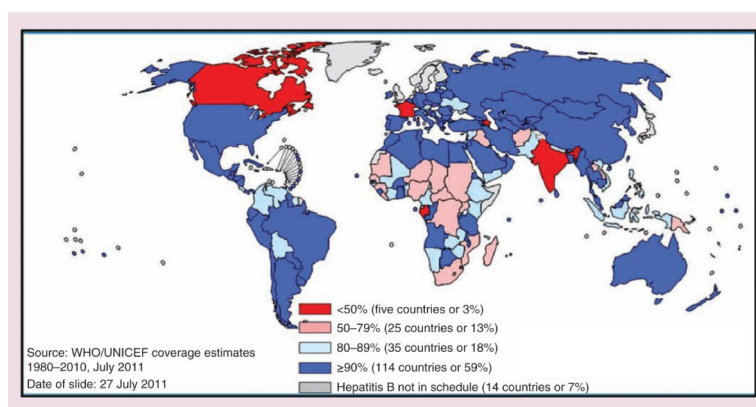 <50% (five countries or 3%)
50–79% (25 countries or 13%)
80–89% (35 countries or 18%)
≥90% (114 countries or 59%)
Hepatitis B not in schedule (14 countries or 7%)
Source: WHO/UNICEF coverage estimates
1980–2010, July 2011
Date of slide: 27 July 2011